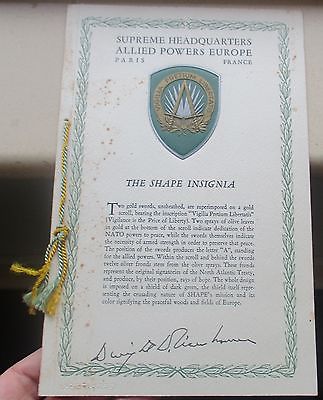 SUPREME HEADQUARTERS
ALLIED POWERS EUROPE
PARIS FRANCE
VIGILIA PRETIUM LIBERTATIS
THE SHAPE INSIGNIA
Two gold swords, unsheathed, are superimposed on a gold
scroll, bearing the inscription "Vigilia Pretium Libertatis"
(Vigilance is the Price of Liberty). Two sprays of olive leaves
in gold at the bottom of the scroll indicate dedication of the
NATO powers to peace, while the swords themselves indicate
the necessity of armed strength in order to preserve that peace.
The position of the swords produces the letter "A", standing
for the allied powers. Within the scroll and behind the swords
twelve silver fronds stem from the olive sprays. These fronds
represent the original signatories of the North Atlantic Treaty,
and produce, by their position, rays of hope. The whole design
is imposed on a shield of dark green, the shield itself repre-
senting the crusading nature of SHAPE's mission and its color
signifying the peaceful woods and fields of Europe.
Dwight D Eisenhower